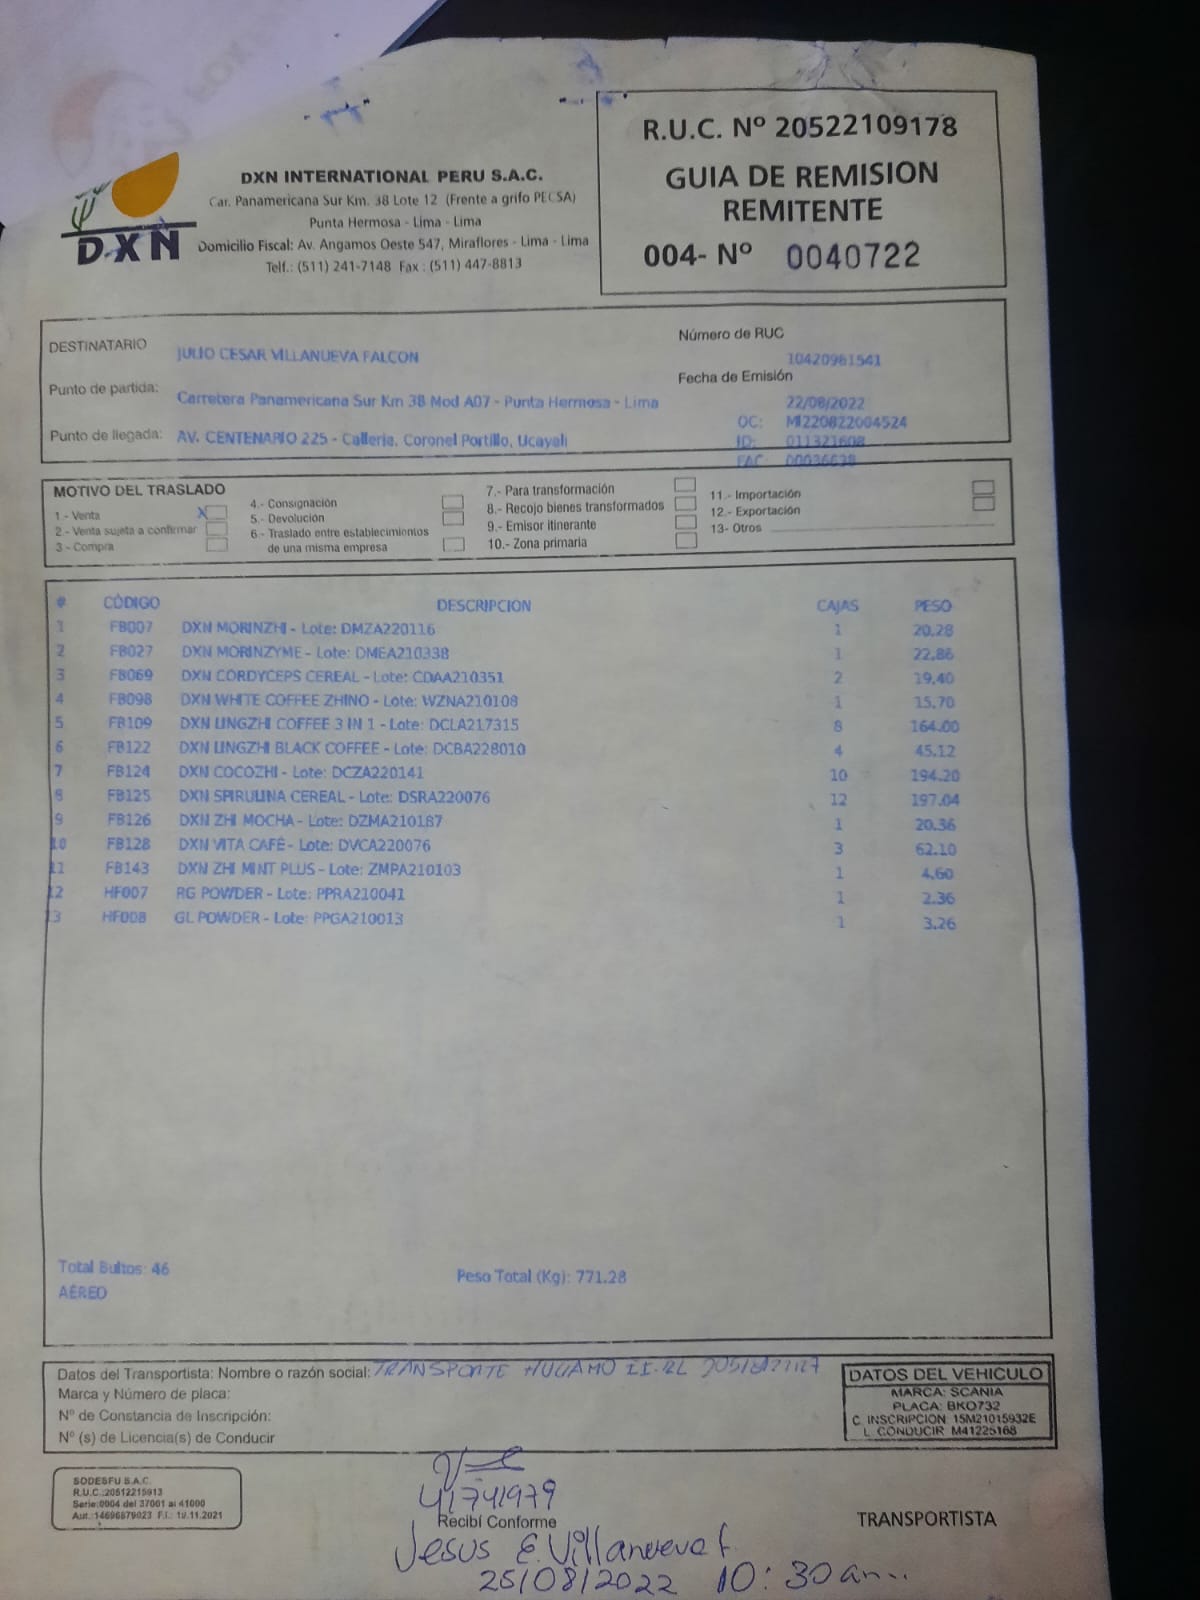 R.U.C. Nº 20522109178
GUIA DE REMISION
REMITENTE
004- Nº 0040722
DXN
DXN INTERNATIONAL PERU S.A.C.
Car. Panamericana Sur Km. 38 Lote 12 (Frente a grifo PECSA)
Punta Hermosa - Lima - Lima
Domicilio Fiscal: Av. Angamos Oeste 547, Miraflores - Lima - Lima
Telf.: (511) 241-7148 Fax : (511) 447-8813
DESTINATARIO JULIO CESAR VILLANUEVA FALCON
Número de RUC
10420961541
Punto de partida: Carretera Panamericana Sur Km 38 Mod A07 - Punta Hermosa - Lima
Fecha de Emisión
22/08/2022
Punto de llegada: AV. CENTENARIO 225 - Calleria, Coronel Portillo, Ucayali
OC: MI220822004524
ID: 011321608
FAC: 00036638
MOTIVO DEL TRASLADO
1.- Venta X
2.- Venta sujeta a confirmar
3.- Compra
4.- Consignación
5.- Devolución
6.- Traslado entre establecimientos
de una misma empresa
7.- Para transformación
8.- Recojo bienes transformados
9.- Emisor itinerante
10.- Zona primaria
11.- Importación
12.- Exportación
13- Otros
# CÓDIGO DESCRIPCION CAJAS PESO
1 FB007 DXN MORINZHI - Lote: DMZA220116 1 20.28
2 FB027 DXN MORINZYME - Lote: DMEA210338 1 22.86
3 FB069 DXN CORDYCEPS CEREAL - Lote: CDAA210351 2 19.40
4 FB098 DXN WHITE COFFEE ZHINO - Lote: WZNA210108 1 15.70
5 FB109 DXN LINGZHI COFFEE 3 IN 1 - Lote: DCLA217315 8 164.00
6 FB122 DXN LINGZHI BLACK COFFEE - Lote: DCBA228010 4 45.12
7 FB124 DXN COCOZHI - Lote: DCZA220141 10 194.20
8 FB125 DXN SPIRULINA CEREAL - Lote: DSRA220076 12 197.04
9 FB126 DXN ZHI MOCHA - Lote: DZMA210187 1 20.36
10 FB128 DXN VITA CAFÉ - Lote: DVCA220076 3 62.10
11 FB143 DXN ZHI MINT PLUS - Lote: ZMPA210103 1 4.60
12 HF007 RG POWDER - Lote: PPRA210041 1 2.36
13 HF008 GL POWDER - Lote: PPGA210013 1 3.26
Total Bultos: 46
Peso Total (Kg): 771.28
AÉREO
Datos del Transportista: Nombre o razón social: TRANSPORTE
Marca y Número de placa:
Nº de Constancia de Inscripción:
Nº (s) de Licencia(s) de Conducir
DATOS DEL VEHICULO
MARCA: SCANIA
PLACA: BKO732
C. INSCRIPCION 15M21015932E
L. CONDUCIR M41225168
SODESFU S.A.C.
R.U.C.:20512215913
Serie:0004 del 37001 al 41000
Aut.:14696879023 F.I.: 19.11.2021
41741979
Recibí Conforme
TRANSPORTISTA
Jesus E. Villanueva f.
25/08/2022 10:30 am..